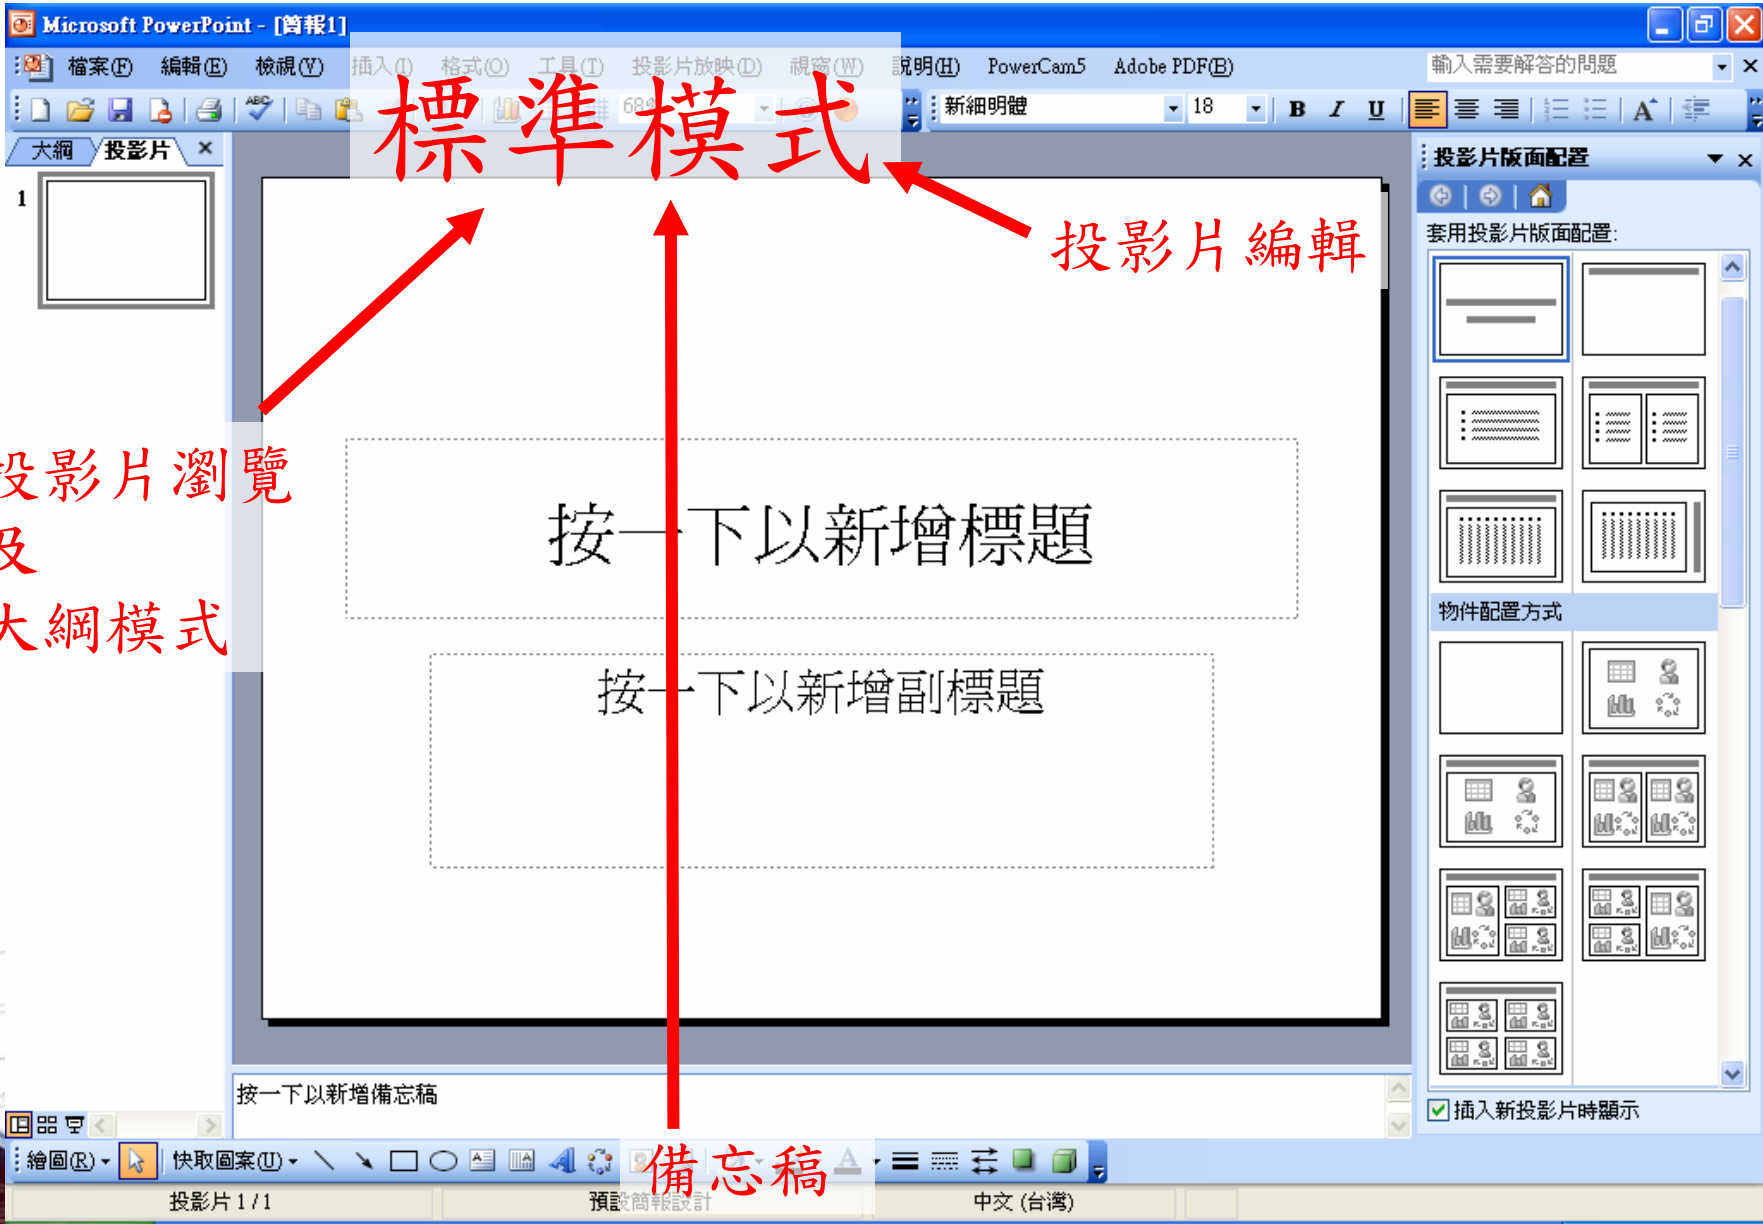 Microsoft PowerPoint - [簡報1]
檔案(F) 編輯(E) 檢視(V) 插入(I) 格式(O) 工具(T) 投影片放映(D) 視窗(W) 說明(H) PowerCam5 Adobe PDF(B) 輸入需要解答的問題
68% 新細明體 18 B I U
標準模式
大綱 投影片
投影片版面配置
1
投影片編輯
套用投影片版面配置:
投影片瀏覽
及
大綱模式
按一下以新增標題
物件配置方式
按一下以新增副標題
按一下以新增備忘稿
插入新投影片時顯示
繪圖(R) 快取圖案(U)
備忘稿
投影片 1 / 1 預設簡報設計 中文 (台灣)